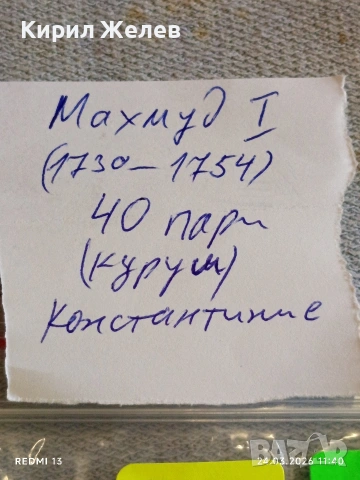 Кирил Желев
Махмуд I
(1730–1754)
40 пари
(куруш)
Константиние
REDMI 13
24.03.2026 11:40